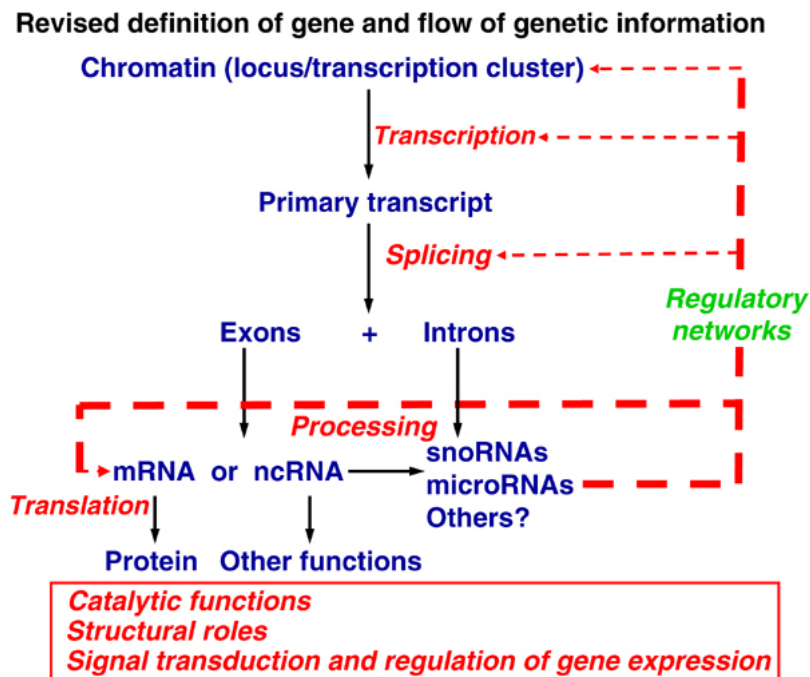 Revised definition of gene and flow of genetic information
Chromatin (locus/transcription cluster)
Transcription
Primary transcript
Splicing
Regulatory
networks
Exons + Introns
Processing
snoRNAs
mRNA or ncRNA
microRNAs
Others?
Translation
Protein Other functions
Catalytic functions
Structural roles
Signal transduction and regulation of gene expression